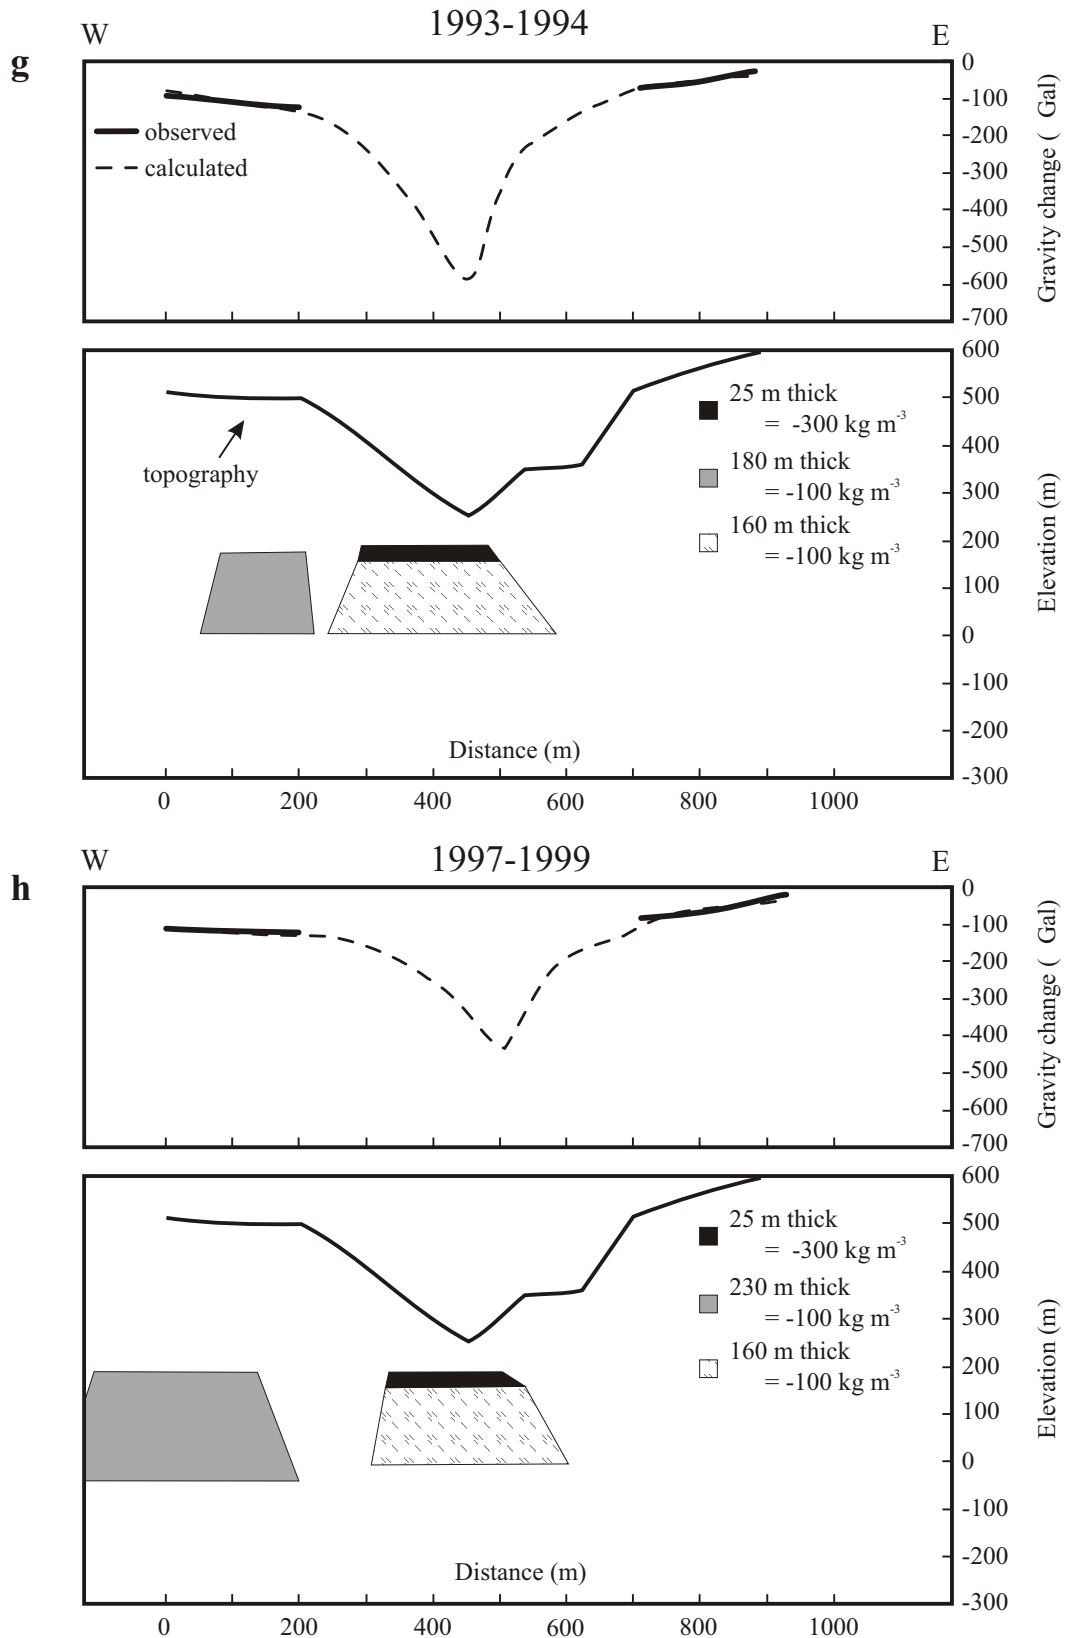 1993-1994
W
E
g
observed
calculated
0
-100
-200
-300
-400
-500
-600
-700
Gravity change ( Gal)
topography
25 m thick
= -300 kg m-3
180 m thick
= -100 kg m-3
160 m thick
= -100 kg m-3
600
500
400
300
200
100
0
-100
-200
-300
Elevation (m)
Distance (m)
0 200 400 600 800 1000
1997-1999
W
E
h
0
-100
-200
-300
-400
-500
-600
-700
Gravity change ( Gal)
25 m thick
= -300 kg m-3
230 m thick
= -100 kg m-3
160 m thick
= -100 kg m-3
600
500
400
300
200
100
0
-100
-200
-300
Elevation (m)
Distance (m)
0 200 400 600 800 1000